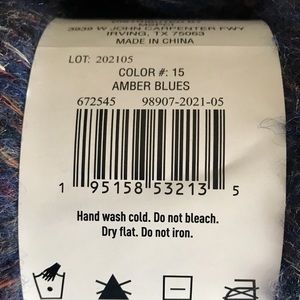 3939 W JOHN CARPENTER FWY
IRVING, TX 75063
MADE IN CHINA
LOT: 202105
COLOR #: 15
AMBER BLUES
672545 98907-2021-05
1 95158 53213 5
Hand wash cold. Do not bleach.
Dry flat. Do not iron.